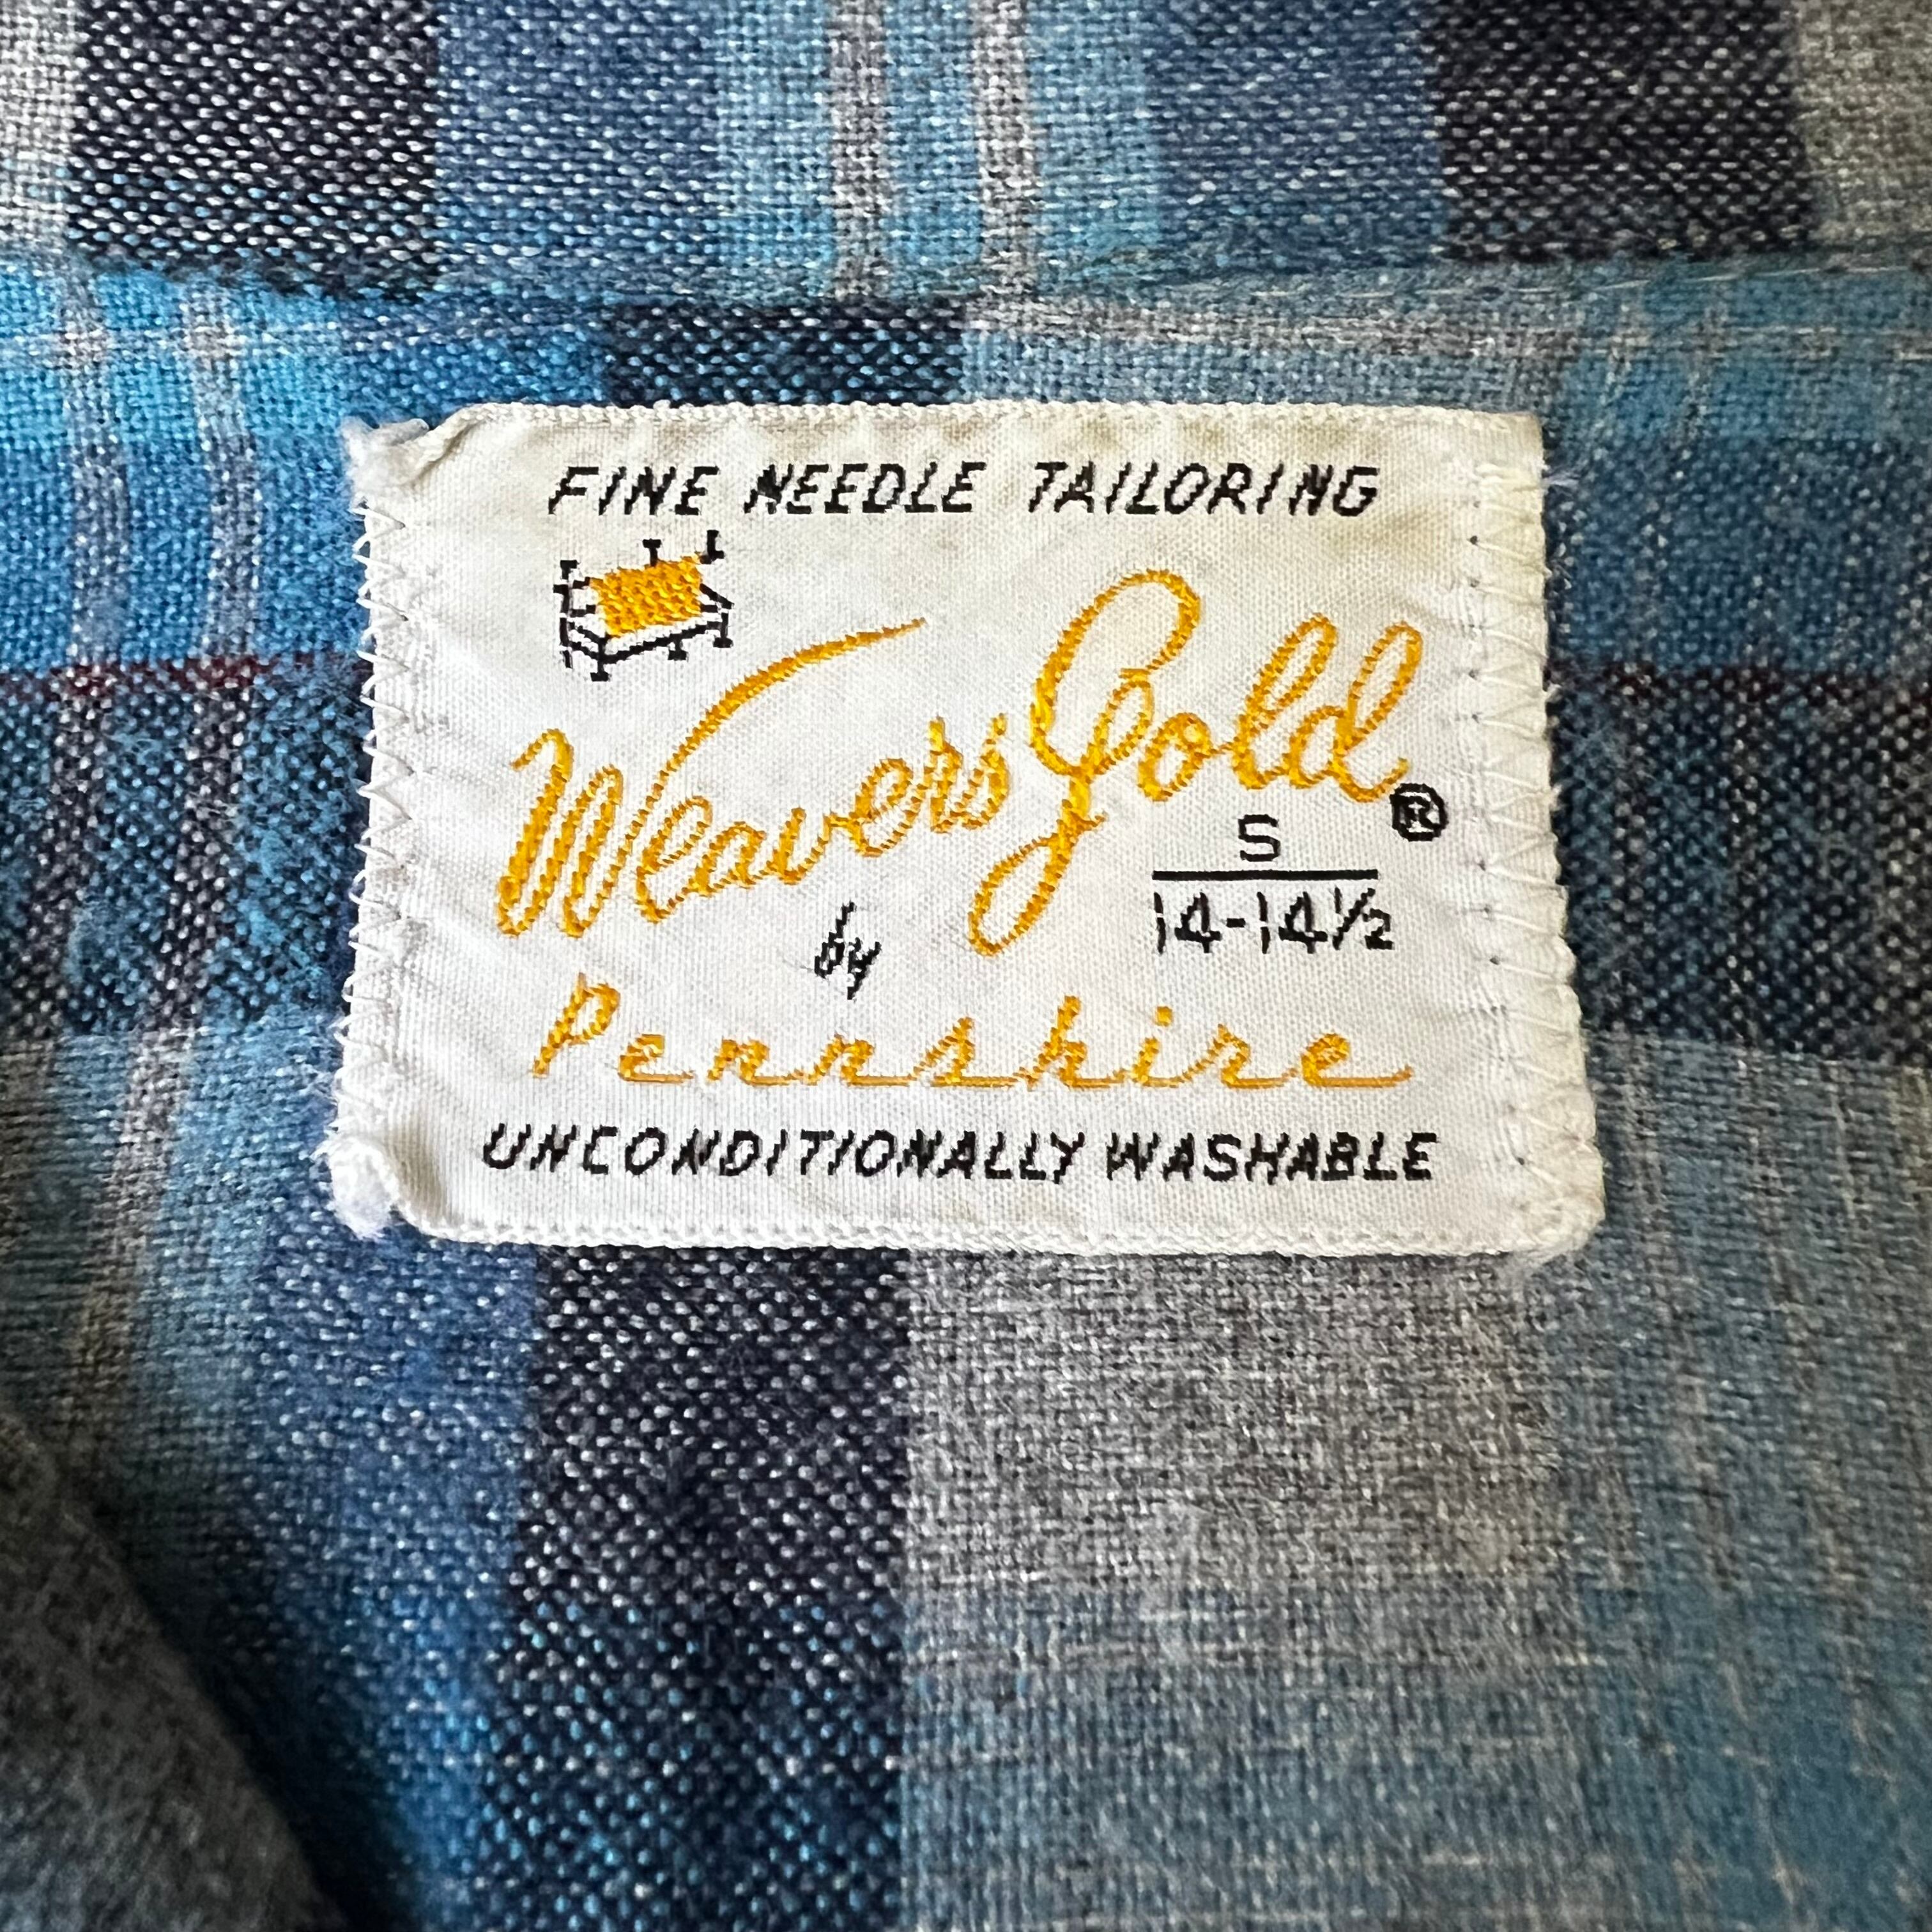 FINE NEEDLE TAILORING
Weavers Gold ®
S
14-14½
by
Pennshire
UNCONDITIONALLY WASHABLE